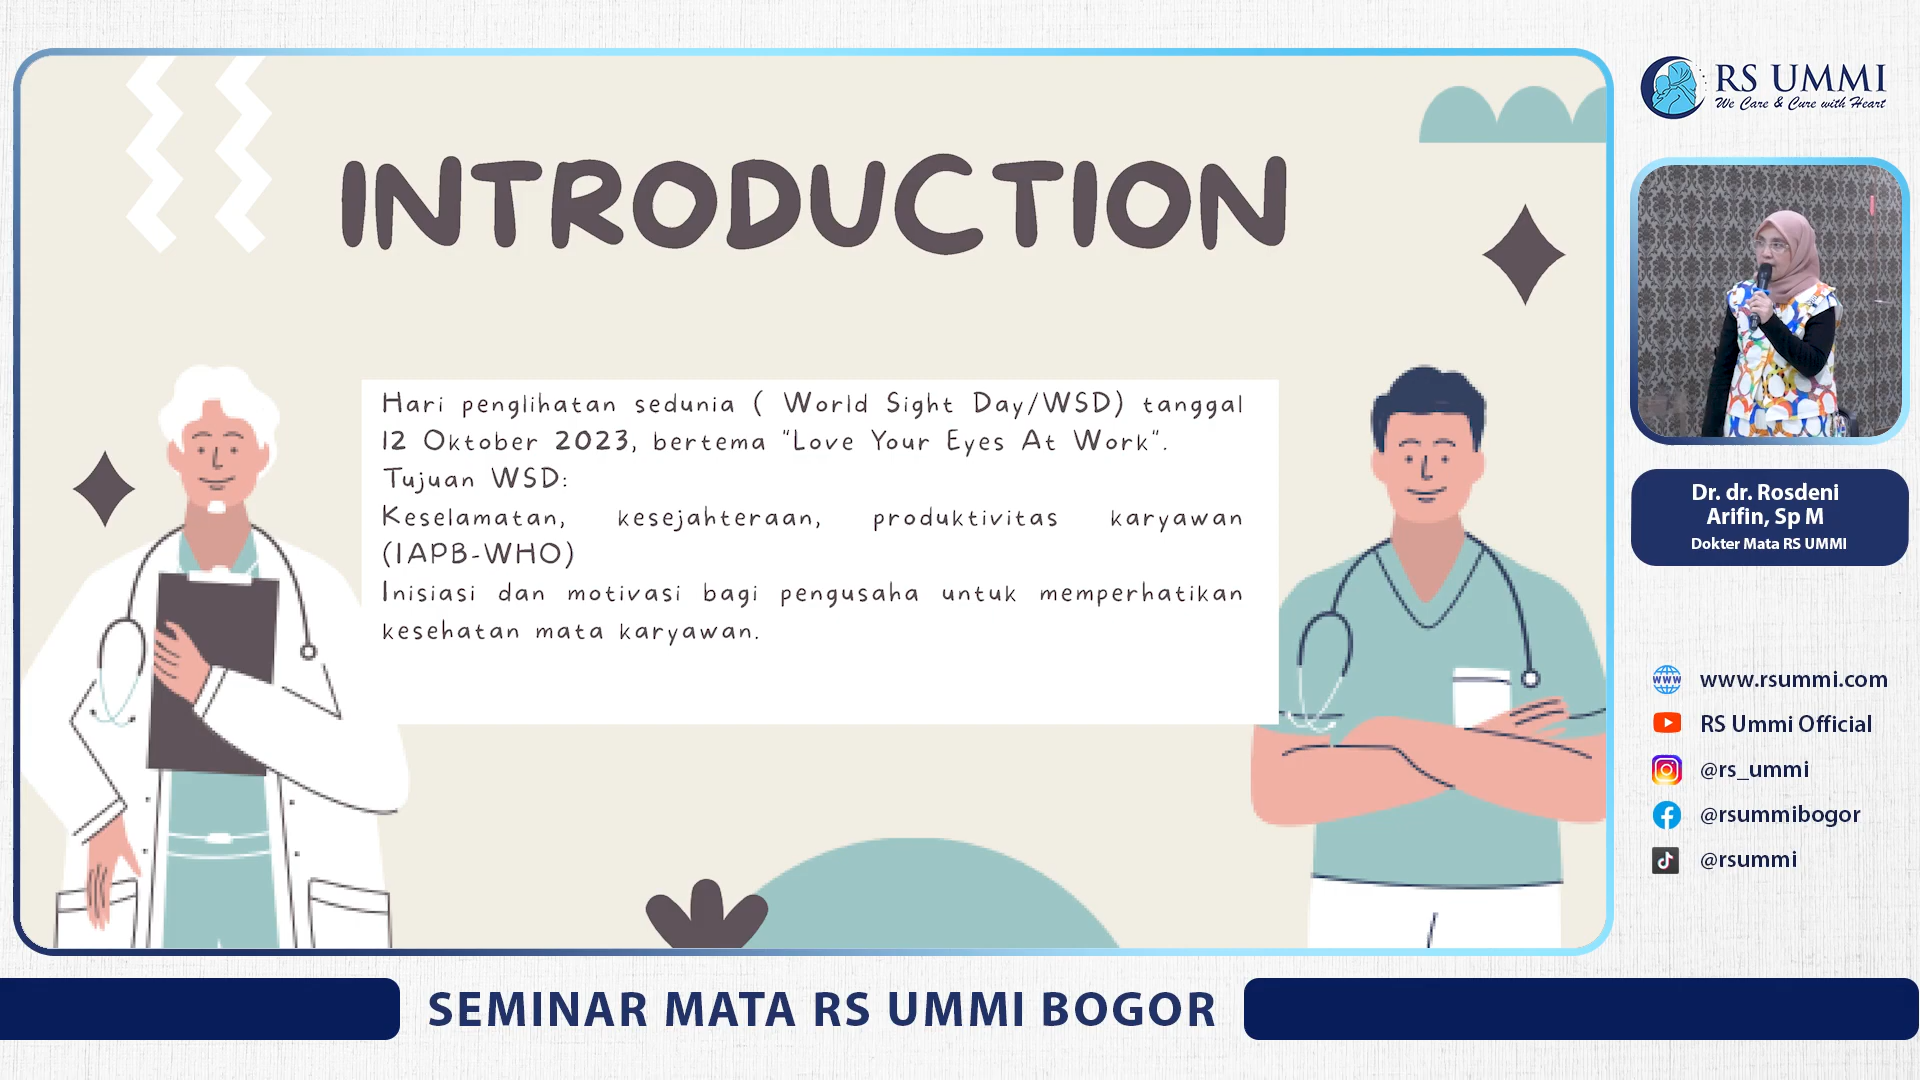 INTRODUCTION
Hari penglihatan sedunia ( World Sight Day/WSD) tanggal
12 Oktober 2023, bertema "Love Your Eyes At Work".
Tujuan WSD:
Keselamatan, kesejahteraan, produktivitas karyawan
(IAPB-WHO)
Inisiasi dan motivasi bagi pengusaha untuk memperhatikan
kesehatan mata karyawan.
RS UMMI
We Care & Cure with Heart
Dr. dr. Rosdeni
Arifin, Sp M
Dokter Mata RS UMMI
www
www.rsummi.com
RS Ummi Official
@rs_ummi
@rsummibogor
@rsummi
SEMINAR MATA RS UMMI BOGOR